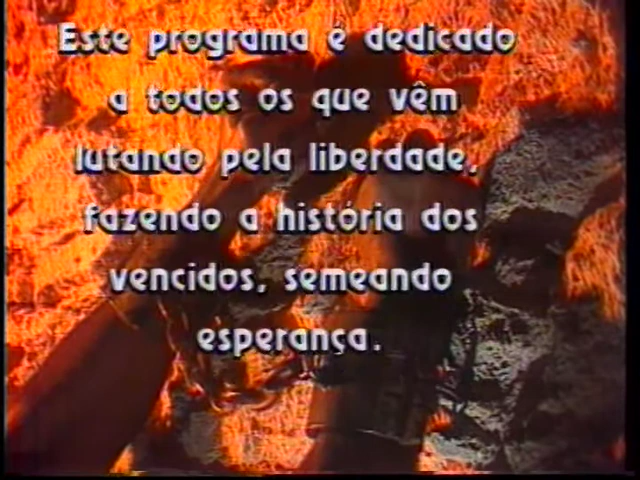 Este programa é dedicado
a todos os que vêm
lutando pela liberdade,
fazendo a história dos
vencidos, semeando
esperança.